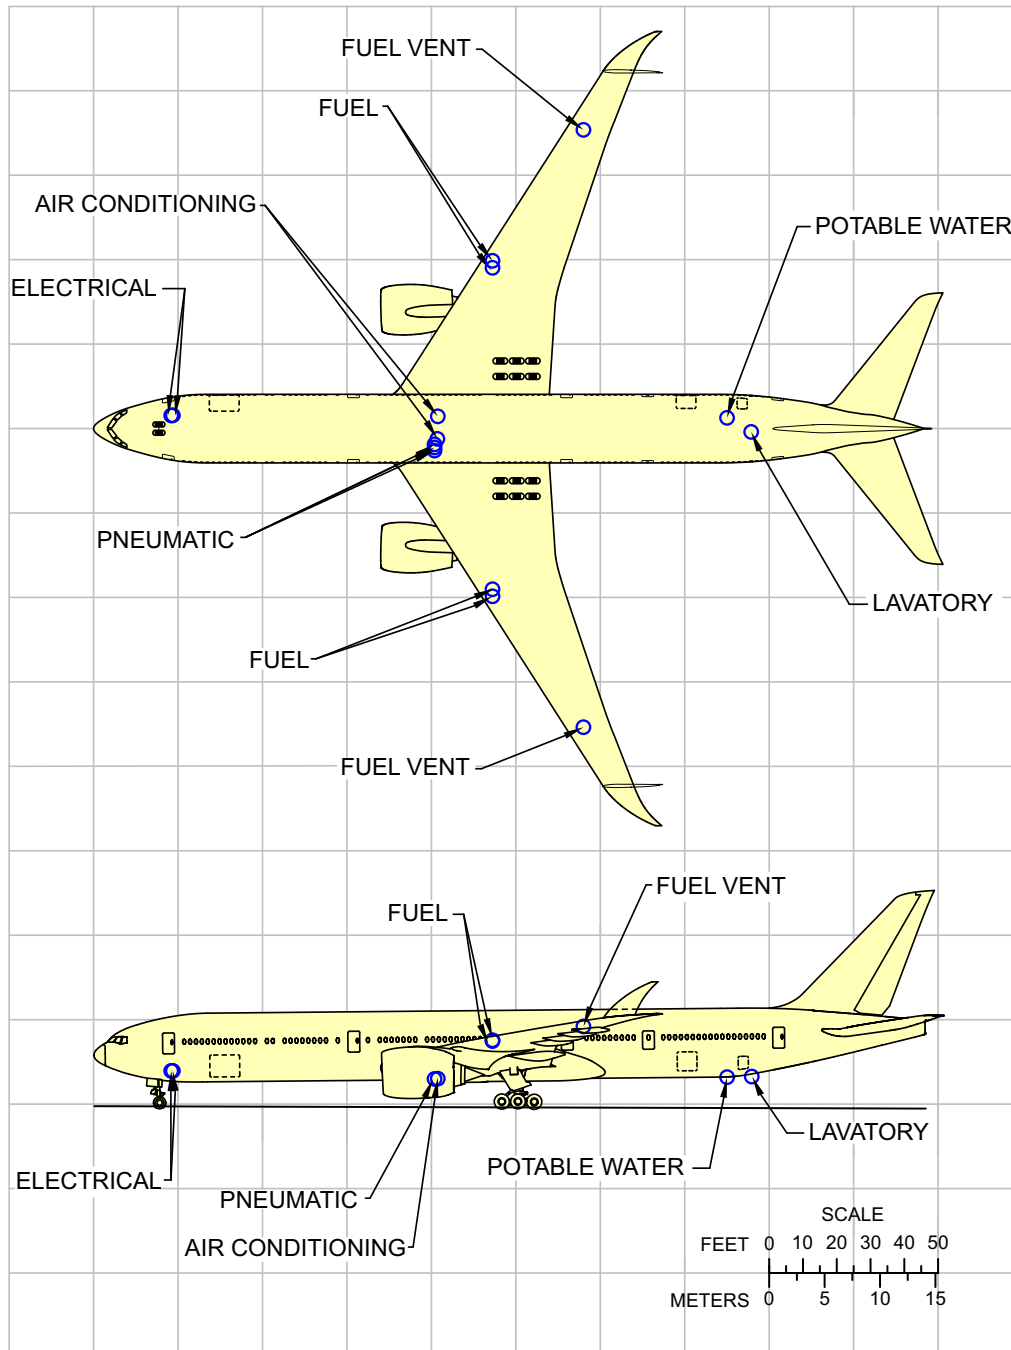 FUEL VENT
FUEL
AIR CONDITIONING
POTABLE WATER
ELECTRICAL
PNEUMATIC
LAVATORY
FUEL
FUEL VENT
FUEL VENT
FUEL
LAVATORY
POTABLE WATER
ELECTRICAL
PNEUMATIC
AIR CONDITIONING
SCALE
FEET 0 10 20 30 40 50
METERS 0 5 10 15